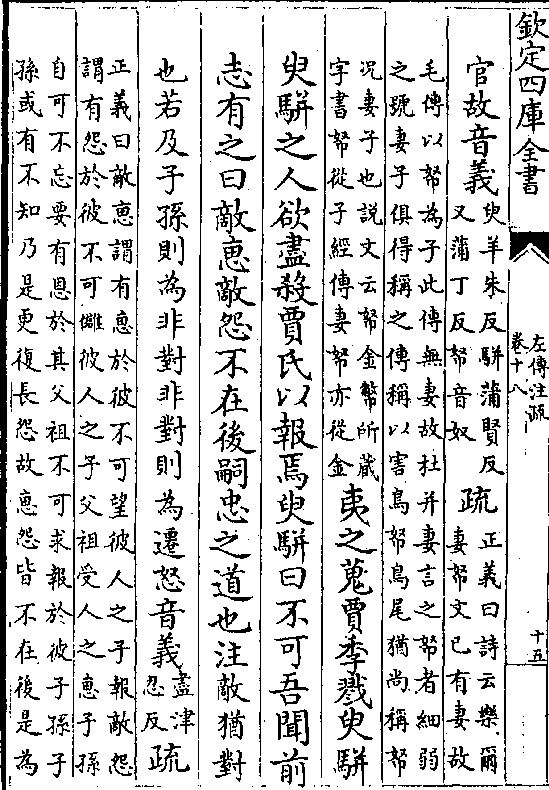 欽定四庫全書
左傳注疏
卷十八
十五
官故音義
臾羊朱反駢蒲賢反
又蒲丁反帑音奴
疏
正義曰詩云樂爾
妻帑文已有妻故
毛傳以帑為子此傳無妻故杜并妻言之帑者細弱
之號妻子俱得稱之傳稱以害鳥帑鳥尾猶尚稱帑
況妻子也說文云帑金幣所藏
字書帑從子經傳妻帑亦從金
夷之蒐賈季戮臾駢
臾駢之人欲盡殺賈氏以報焉臾駢曰不可吾聞前
志有之曰敵惠敵怨不在後嗣忠之道也注敵猶對
也若及子孫則為非對非對則為遷怒音義
盡津
忍反
疏
正義曰敵惠謂有惠於彼不可望彼人之子報敵怨
謂有怨於彼不可讎彼人之子父祖受人之惠子孫
自可不忘要有恩於其父祖不可求報於彼子孫子
孫或有不知乃是更復長怨故惠怨皆不在後是為